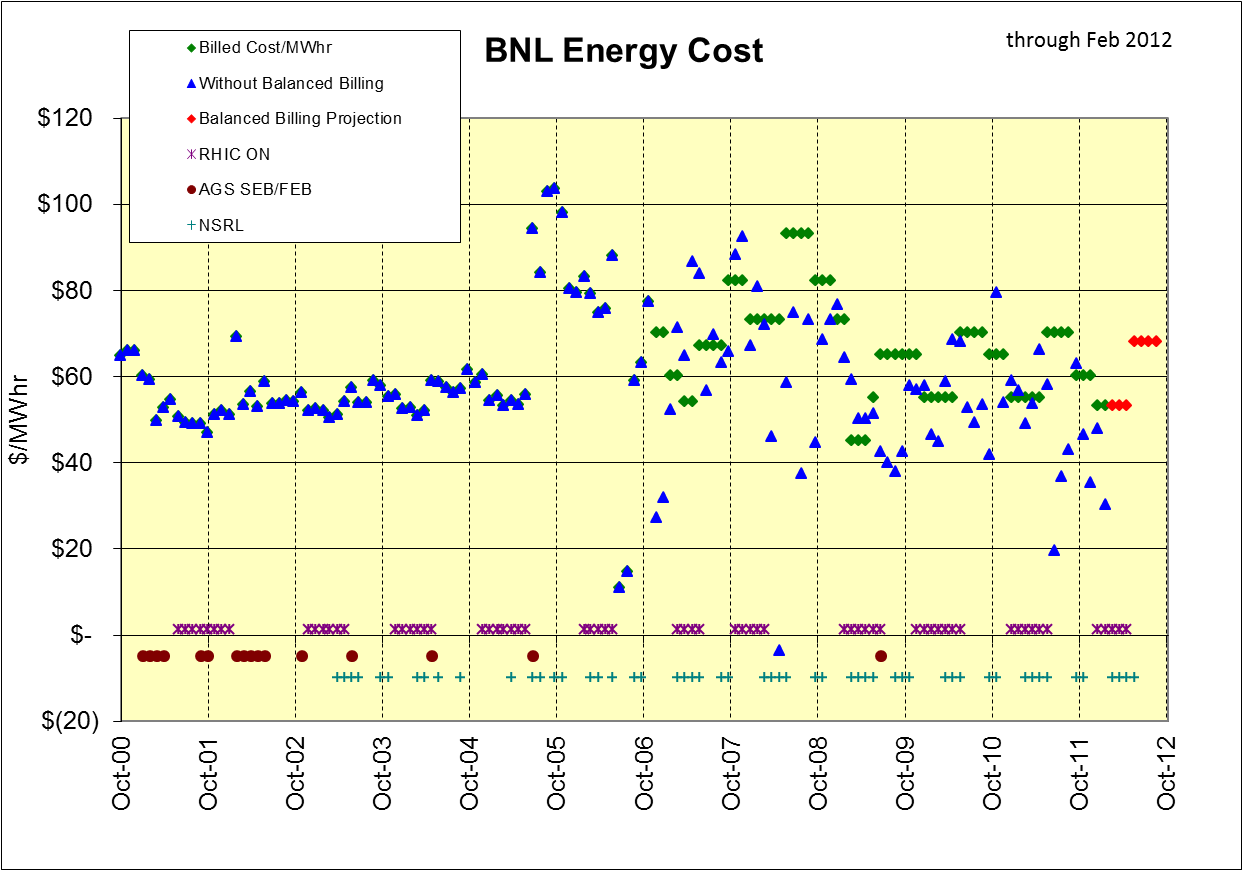 BNL Energy Cost
through Feb 2012
Billed Cost/MWhr
Without Balanced Billing
Balanced Billing Projection
RHIC ON
AGS SEB/FEB
NSRL
$/MWhr
$120
$100
$80
$60
$40
$20
$-
$(20)
Oct-00
Oct-01
Oct-02
Oct-03
Oct-04
Oct-05
Oct-06
Oct-07
Oct-08
Oct-09
Oct-10
Oct-11
Oct-12